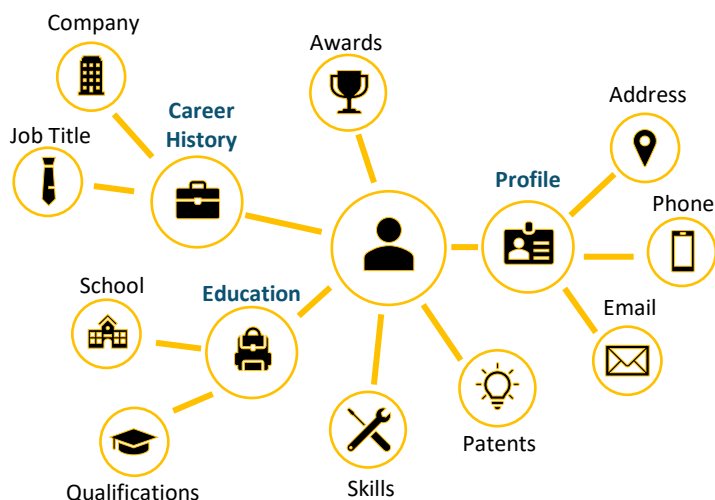 Company
Awards
Career
History
Address
Job Title
Profile
Phone
School
Education
Email
Patents
Qualifications
Skills